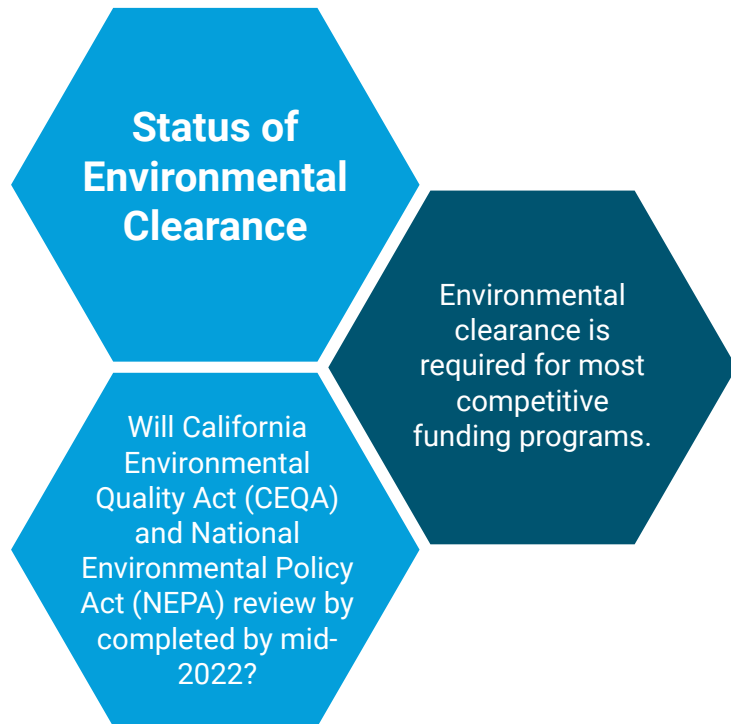 Status of
Environmental
Clearance
Environmental
clearance is
required for most
competitive
funding programs.
Will California
Environmental
Quality Act (CEQA)
and National
Environmental Policy
Act (NEPA) review by
completed by mid-
2022?